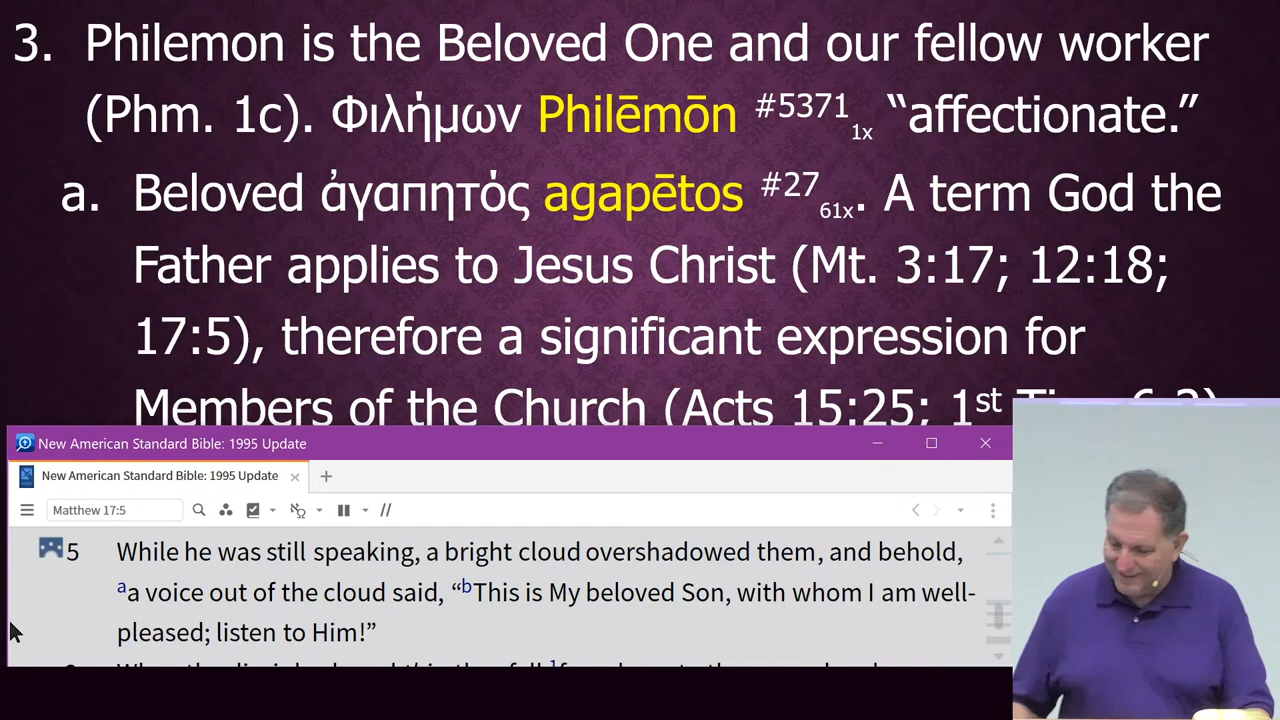 3. Philemon is the Beloved One and our fellow worker
(Phm. 1c). Φιλήμων Philēmōn #5371 1x “affectionate.”
a. Beloved ἀγαπητός agapētos #27 61x. A term God the
Father applies to Jesus Christ (Mt. 3:17; 12:18;
17:5), therefore a significant expression for
Members of the Church (Acts 15:25; 1st
New American Standard Bible: 1995 Update
New American Standard Bible: 1995 Update
Matthew 17:5
5 While he was still speaking, a bright cloud overshadowed them, and behold,
aa voice out of the cloud said, “bThis is My beloved Son, with whom I am well-
pleased; listen to Him!”